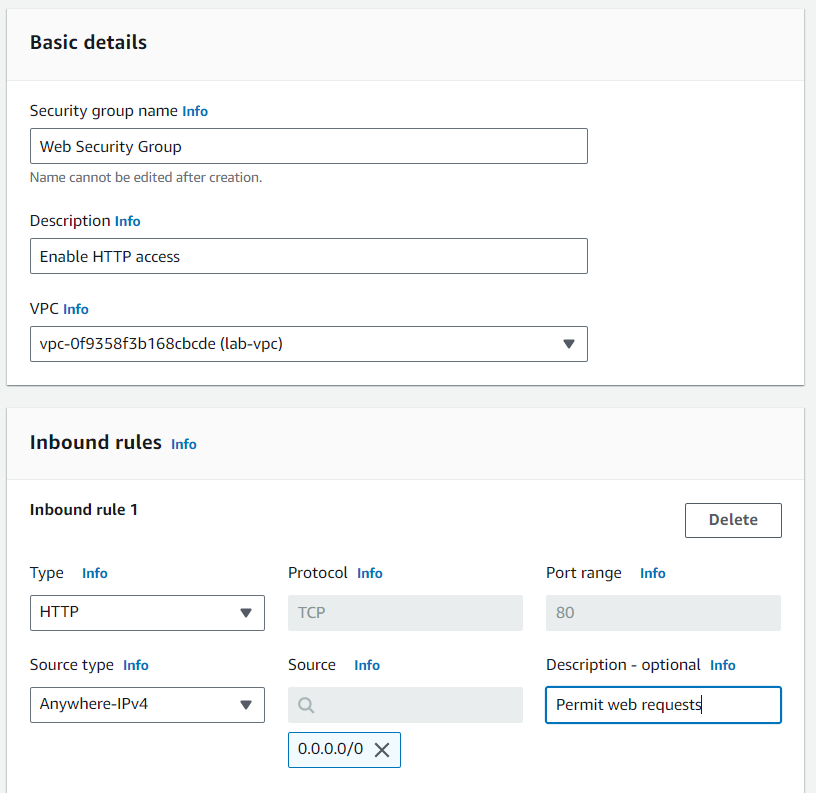 Basic details
Security group name Info
Web Security Group
Name cannot be edited after creation.
Description Info
Enable HTTP access
VPC Info
vpc-0f9358f3b168cbcde (lab-vpc)
Inbound rules Info
Inbound rule 1
Delete
Type Info Protocol Info Port range Info
HTTP TCP 80
Source type Info Source Info Description - optional Info
Anywhere-IPv4 Permit web requests
0.0.0.0/0